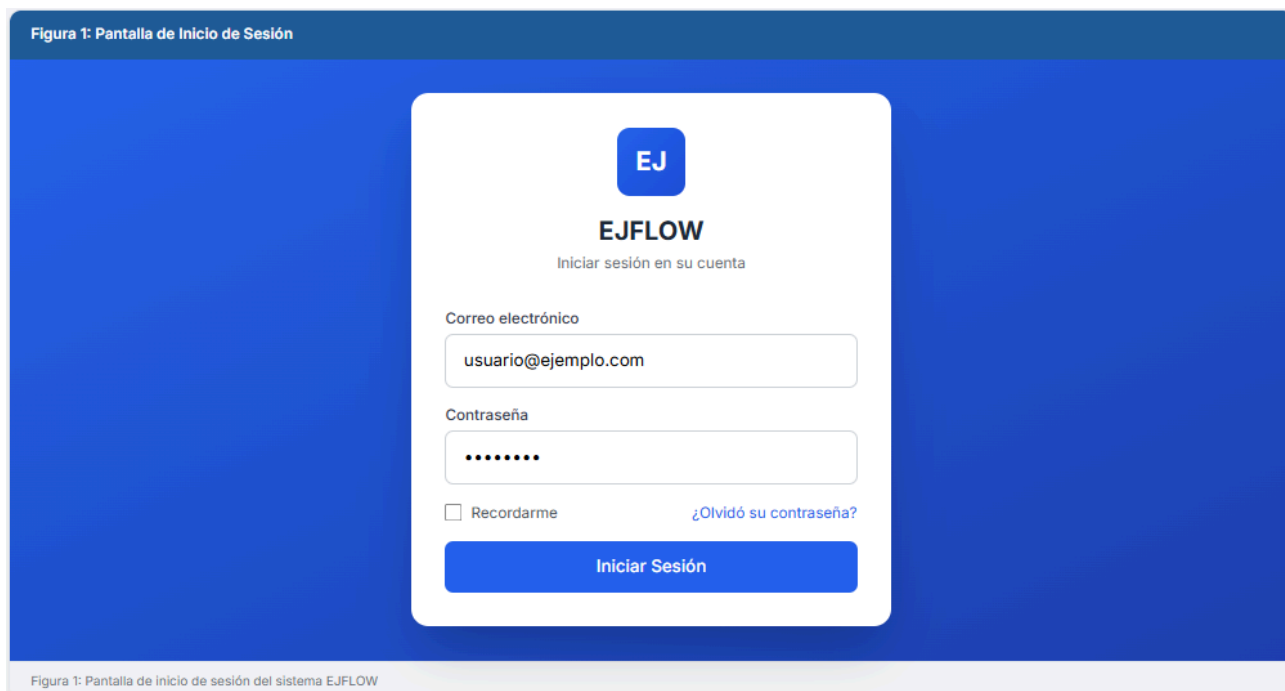 Figura 1: Pantalla de Inicio de Sesión
EJ
EJFLOW
Iniciar sesión en su cuenta
Correo electrónico
usuario@ejemplo.com
Contraseña
••••••••
Recordarme
¿Olvidó su contraseña?
Iniciar Sesión
Figura 1: Pantalla de inicio de sesión del sistema EJFLOW